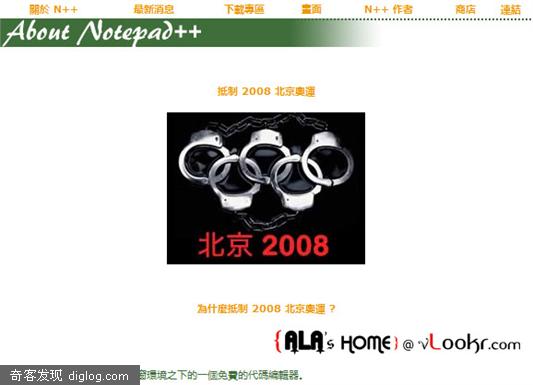 關於 N++ 最新消息 下載專區 畫面 N++ 作者 商店 連結
About Notepad++
抵制 2008 北京奧運
北京 2008
為什麼抵制 2008 北京奧運 ?
{ALA's HOME} @ vLookr.com
奇客发现 diglog.com 環境之下的一個免費的代碼編輯器。